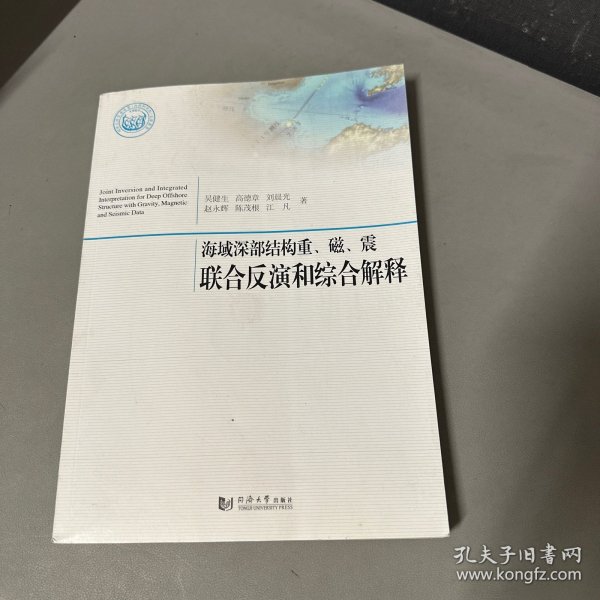 Joint Inversion and Integrated
Interpretation for Deep Offshore
Structure with Gravity, Magnetic
and Seismic Data
吴健生 高德章 刘晨光
赵永辉 陈茂根 江 凡 著
海域深部结构重、磁、震
联合反演和综合解释
同济大学出版社
TONGJI UNIVERSITY PRESS
孔夫子旧书网
www.kongfz.com